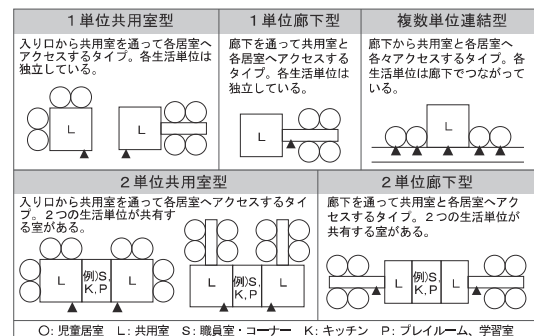 1単位共用室型
入り口から共用室を通って各居室へ
アクセスするタイプ。各生活単位は
独立している。
L
L
1単位廊下型
廊下を通って共用室と
各居室へアクセスする
タイプ。各生活単位は
独立している。
L
複数単位連結型
廊下から共用室と各居室へ
各々アクセスするタイプ。各
生活単位は廊下でつながって
いる。
L
2単位共用室型
入り口から共用室を通って各居室へアクセスするタイ
プ。2つの生活単位が共有す
る室がある。
L
例)S,
K,P
L
L
例)S,
K,P
L
2単位廊下型
廊下を通って共用室と各居室へアク
セスするタイプ。2つの生活単位が
共有する室がある。
L
例)S,
K,P
L
〇: 児童居室 L: 共用室 S: 職員室・コーナー K: キッチン P: プレイルーム、学習室